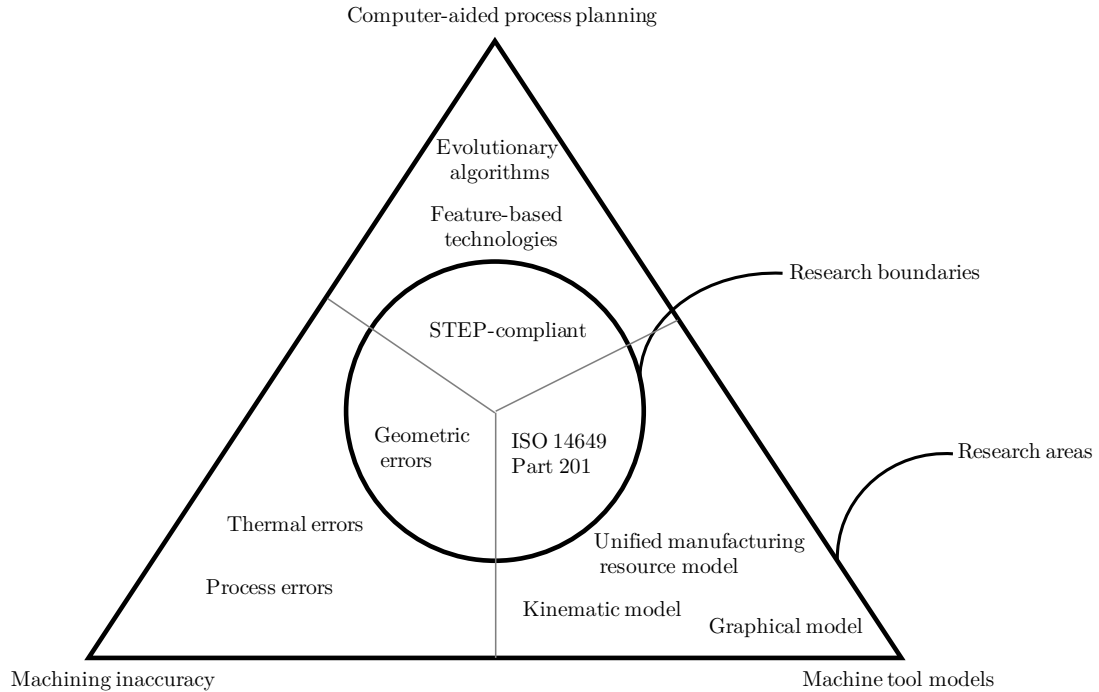 Computer-aided process planning
Evolutionary
algorithms
Feature-based
technologies
Research boundaries
STEP-compliant
Geometric
errors
ISO 14649
Part 201
Research areas
Thermal errors
Unified manufacturing
resource model
Process errors
Kinematic model
Graphical model
Machining inaccuracy
Machine tool models